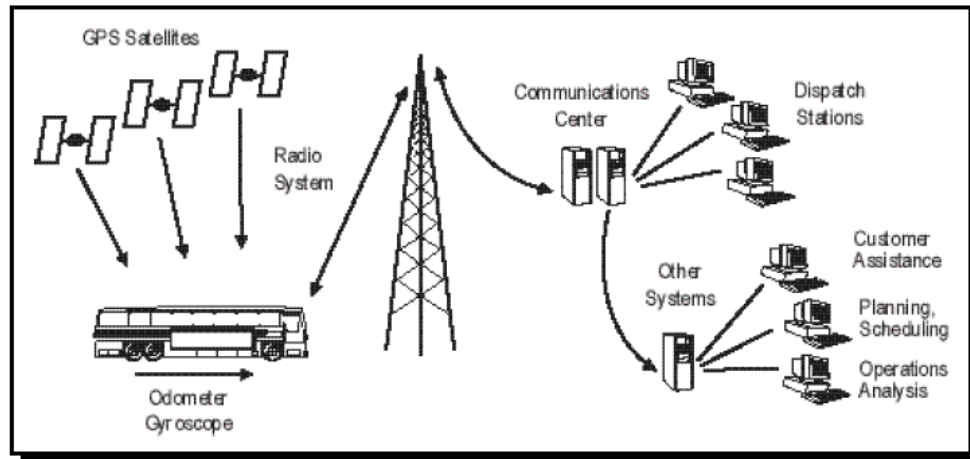 GPS Satellites
Radio
System
Odometer
Gyroscope
Communications
Center
Dispatch
Stations
Other
Systems
Customer
Assistance
Planning,
Scheduling
Operations
Analysis